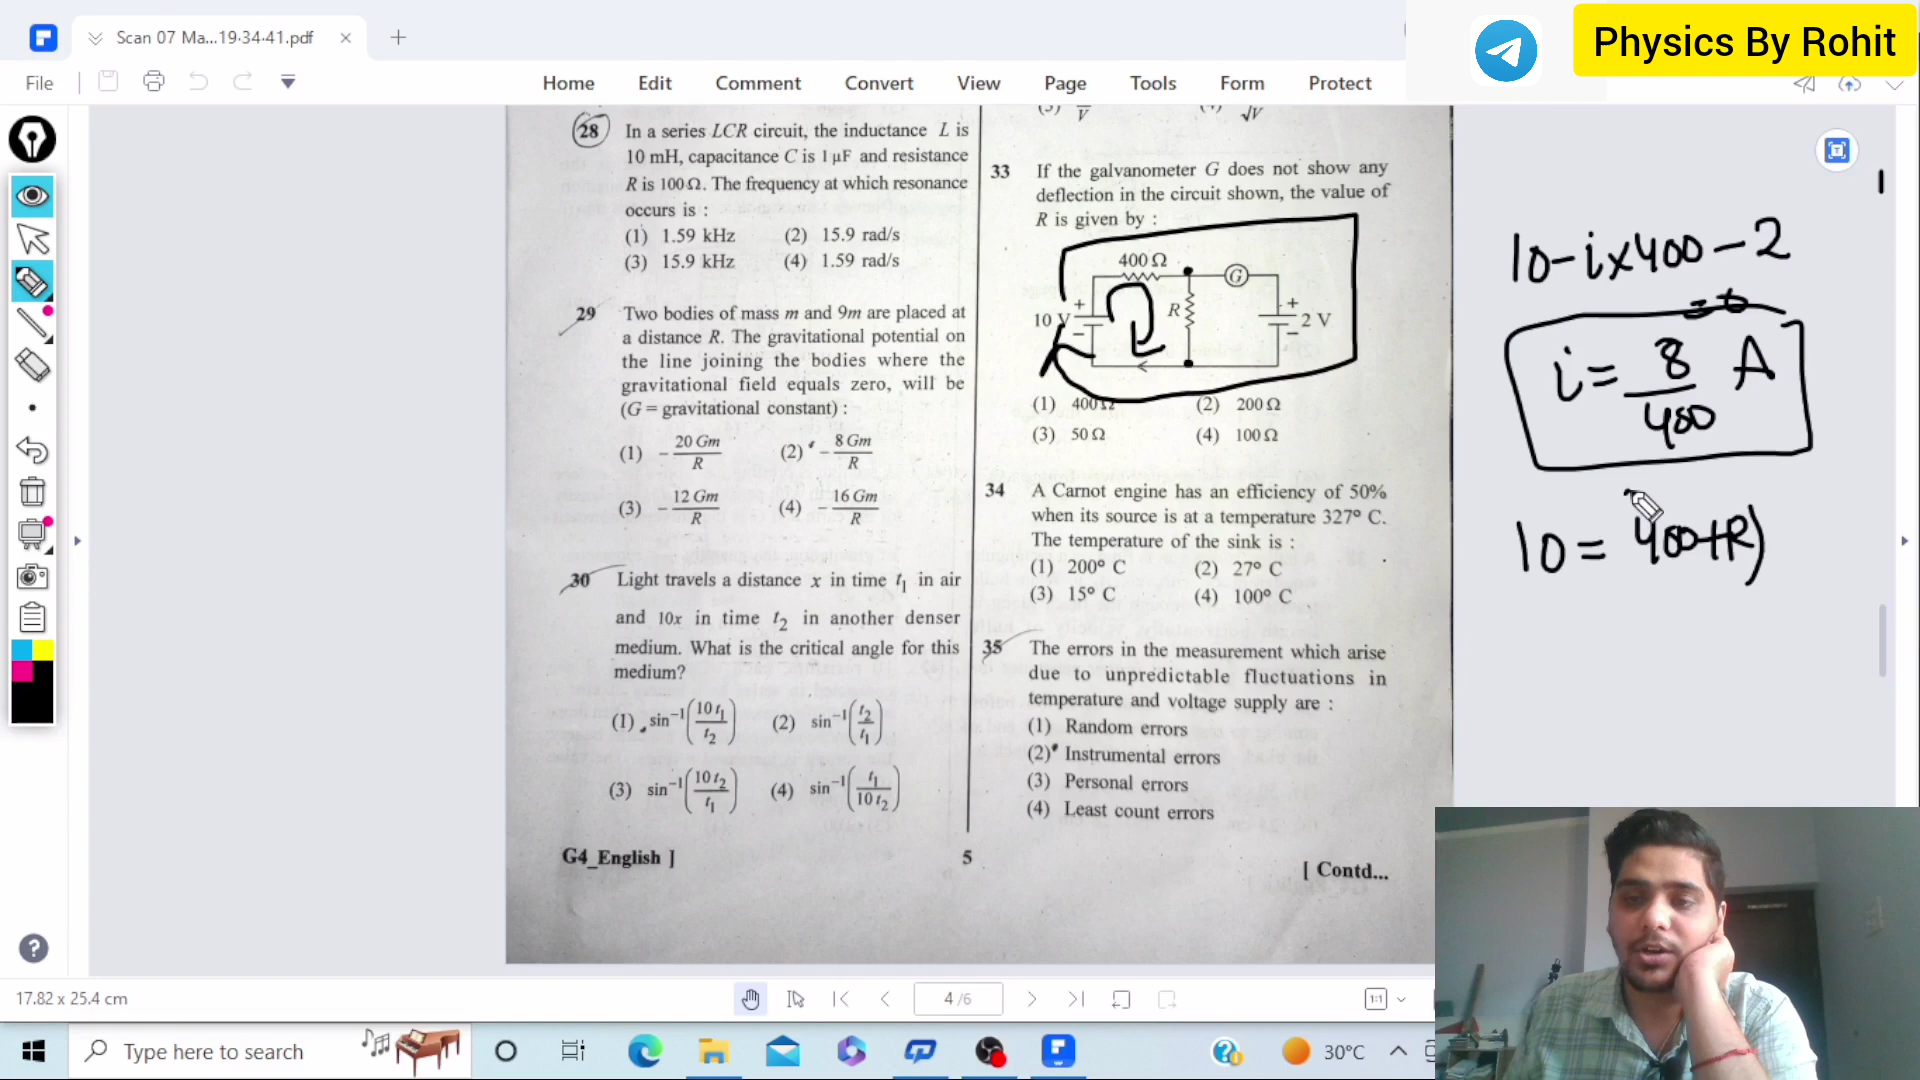 Physics By Rohit
Scan 07 Ma...19·34·41.pdf
File
Home Edit Comment Convert View Page Tools Form Protect
28 In a series LCR circuit, the inductance L is
10 mH, capacitance C is 1 μF and resistance
R is 100 Ω. The frequency at which resonance
occurs is :
(1) 1.59 kHz (2) 15.9 rad/s
(3) 15.9 kHz (4) 1.59 rad/s
29 Two bodies of mass m and 9m are placed at
a distance R. The gravitational potential on
the line joining the bodies where the
gravitational field equals zero, will be
(G = gravitational constant) :
(1) - 20 Gm / R (2) - 8 Gm / R
(3) - 12 Gm / R (4) - 16 Gm / R
30 Light travels a distance x in time t₁ in air
and 10x in time t₂ in another denser
medium. What is the critical angle for this
medium?
(1) sin⁻¹(10 t₁ / t₂) (2) sin⁻¹(t₂ / t₁)
(3) sin⁻¹(10 t₂ / t₁) (4) sin⁻¹(t₁ / 10 t₂)
G4_English ]
5
(3) / V (4) / √V
33 If the galvanometer G does not show any
deflection in the circuit shown, the value of
R is given by :
400 Ω
G
+ R +
10 V 2 V
− −
(1) 400 Ω (2) 200 Ω
(3) 50 Ω (4) 100 Ω
34 A Carnot engine has an efficiency of 50%
when its source is at a temperature 327° C.
The temperature of the sink is :
(1) 200° C (2) 27° C
(3) 15° C (4) 100° C
35 The errors in the measurement which arise
due to unpredictable fluctuations in
temperature and voltage supply are :
(1) Random errors
(2) Instrumental errors
(3) Personal errors
(4) Least count errors
[ Contd...
10 - i×400 - 2
= 0
i = 8 / 400 A
10 = 400+R)
17.82 x 25.4 cm
4 /6
1:1
Type here to search
30°C